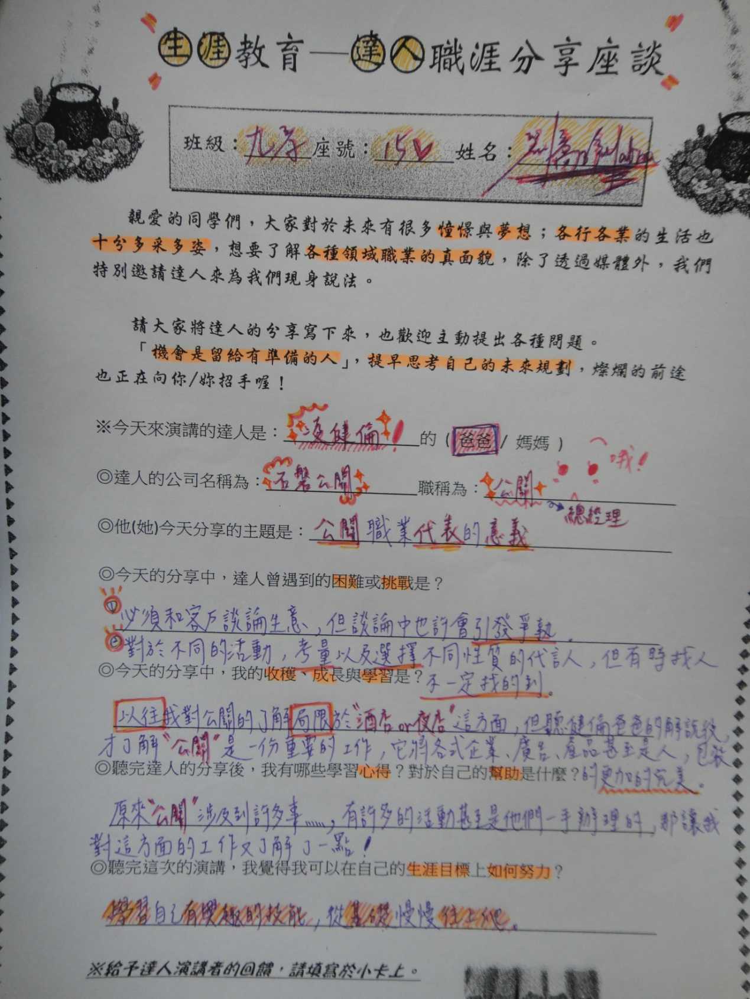 生涯教育──達人職涯分享座談
班級：九孝 座號：15 姓名：
親愛的同學們，大家對於未來有很多憧憬與夢想；各行各業的生活也
十分多采多姿，想要了解各種領域職業的真面貌，除了透過媒體外，我們
特別邀請達人來為我們現身說法。
請大家將達人的分享寫下來，也歡迎主動提出各種問題。
「機會是留給有準備的人」，提早思考自己的未來規劃，燦爛的前途
也正在向你/妳招手喔！
※今天來演講的達人是：凌健倫！的（爸爸/ 媽媽）
哦！
◎達人的公司名稱為：石磐公關 職稱為：公關
總經理
◎他(她)今天分享的主題是：公關職業代表的意義
◎今天的分享中，達人曾遇到的困難或挑戰是？
① 必須和客戶談論生意，但談論中也許會引發爭執。
② 對於不同的活動，考量以及選擇不同性質的代言人，但有時找人
◎今天的分享中，我的收穫、成長與學習是？不一定找的到。
以往我對公關的了解局限於"酒店or夜店"這方面，但聽健倫爸爸的解說後，
才了解"公關"是一份重要的工作，它將各式企業、廣告、產品甚至是人，包裝
◎聽完達人的分享後，我有哪些學習心得？對於自己的幫助是什麼？的更加的完美。
原來"公關"涉及到許多事......，有許多的活動甚至是他們一手辦理的，那讓我
對這方面的工作又了解了一點！
◎聽完這次的演講，我覺得我可以在自己的生涯目標上如何努力？
學習自己有興趣的技能，從基礎慢慢往上爬。
※給予達人演講者的回饋，請填寫於小卡上。